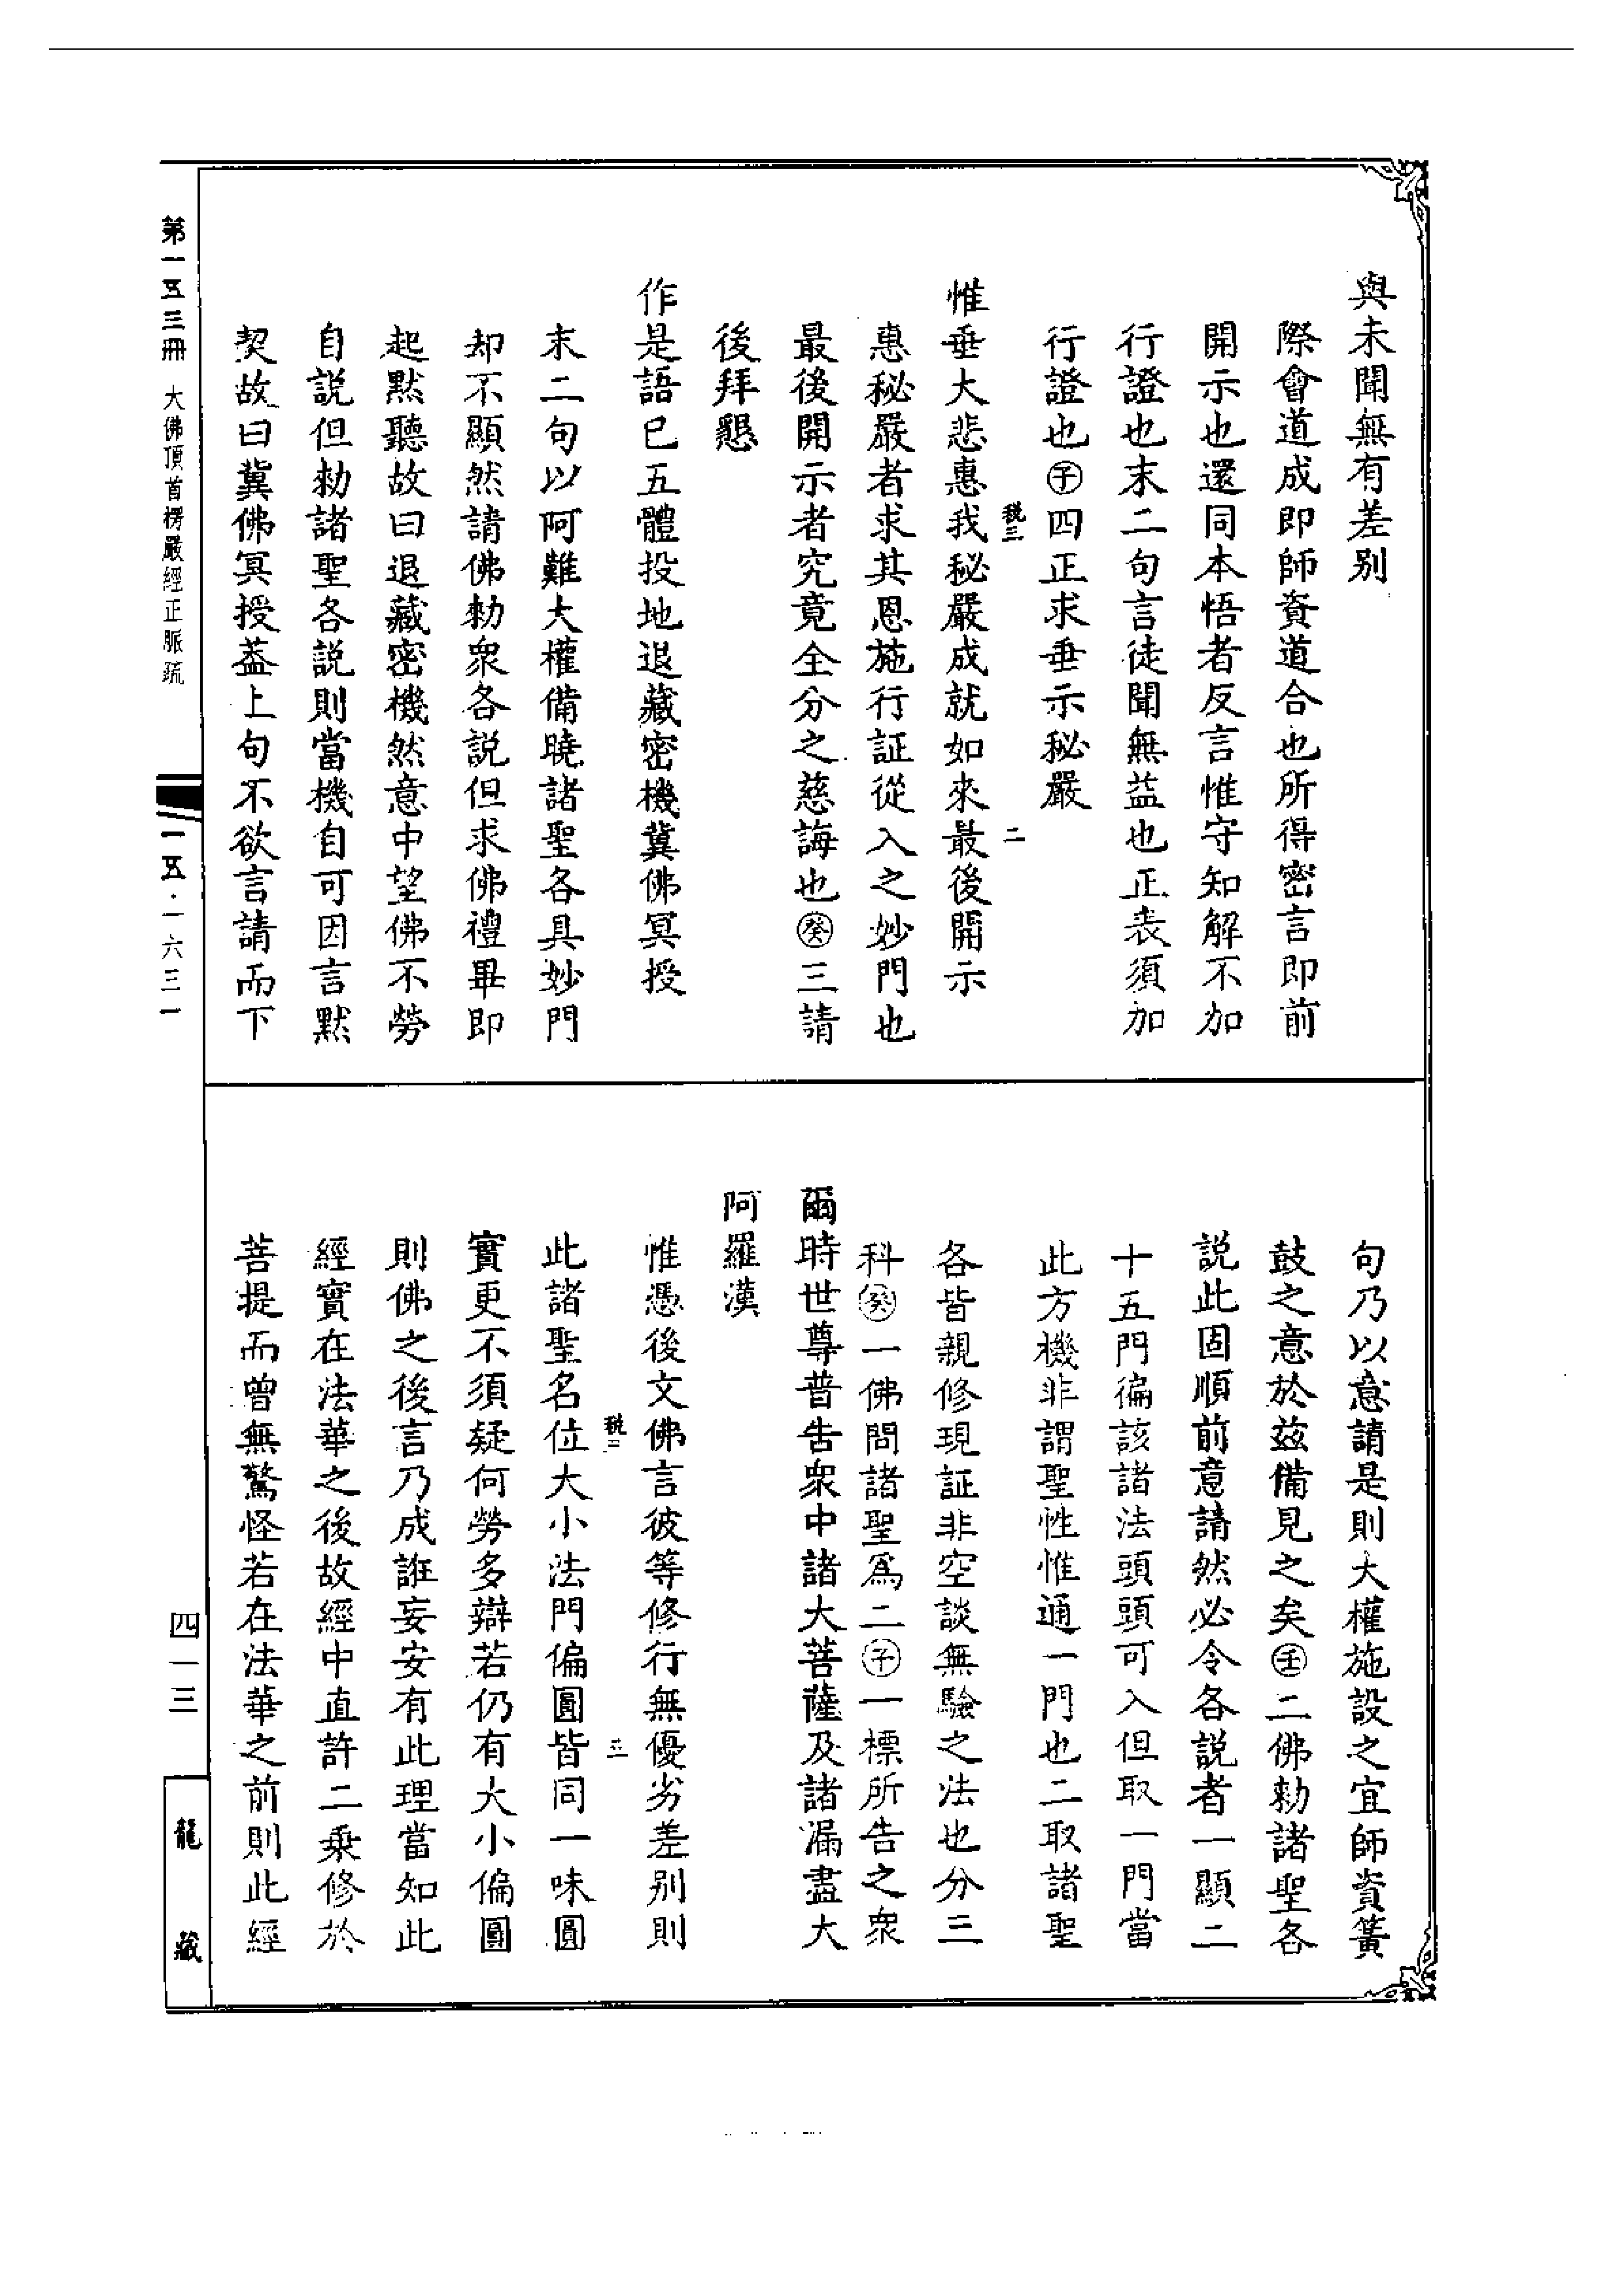 與未聞無有差別
際會道成即師資道合也所得密言即前
開示也還同本悟者反言惟守知解不加
行證也末二句言徒聞無益也正表須加
行證也㊅子四正求垂示秘嚴
税三
二
惟垂大悲惠我秘嚴成就如來最後開示
惠秘嚴者求其恩施行証從入之妙門也
最後開示者究竟全分之慈誨也癸三請
後拜懇
作是語已五體投地退藏密機冀佛冥授
末二句以阿難大權備曉諸聖各具妙門
却不顯然請佛勑衆各説但求佛禮畢即
起默聽故曰退藏密機然意中望佛不勞
自説但勑諸聖各説則當機自可因言默
契故曰冀佛冥授葢上句不欲言請而下
句乃以意請是則大權施設之宜師資簧
鼓之意於兹備見之矣壬二佛勑諸聖各
説此固順前意請然必令各説者一顯二
十五門徧該諸法頭頭可入但取一門當
此方機非謂聖性惟通一門也二取諸聖
各皆親修現証非空談無驗之法也分三
科癸一佛問諸聖爲二子一標所告之衆
爾時世尊普告衆中諸大菩薩及諸漏盡大
阿羅漢
惟憑後文佛言彼等修行無優劣差别則
税三
三
此諸聖名位大小法門偏圓皆同一味圓
實更不須疑何勞多辯若仍有大小偏圓
則佛之後言乃成誑妄安有此理當知此
經實在法華之後故經中直許二乘修於
菩提而曾無驚怪若在法華之前則此經
第一五三冊 大佛頂首楞嚴經正脈疏
一五·一六三一
四一三
龍藏